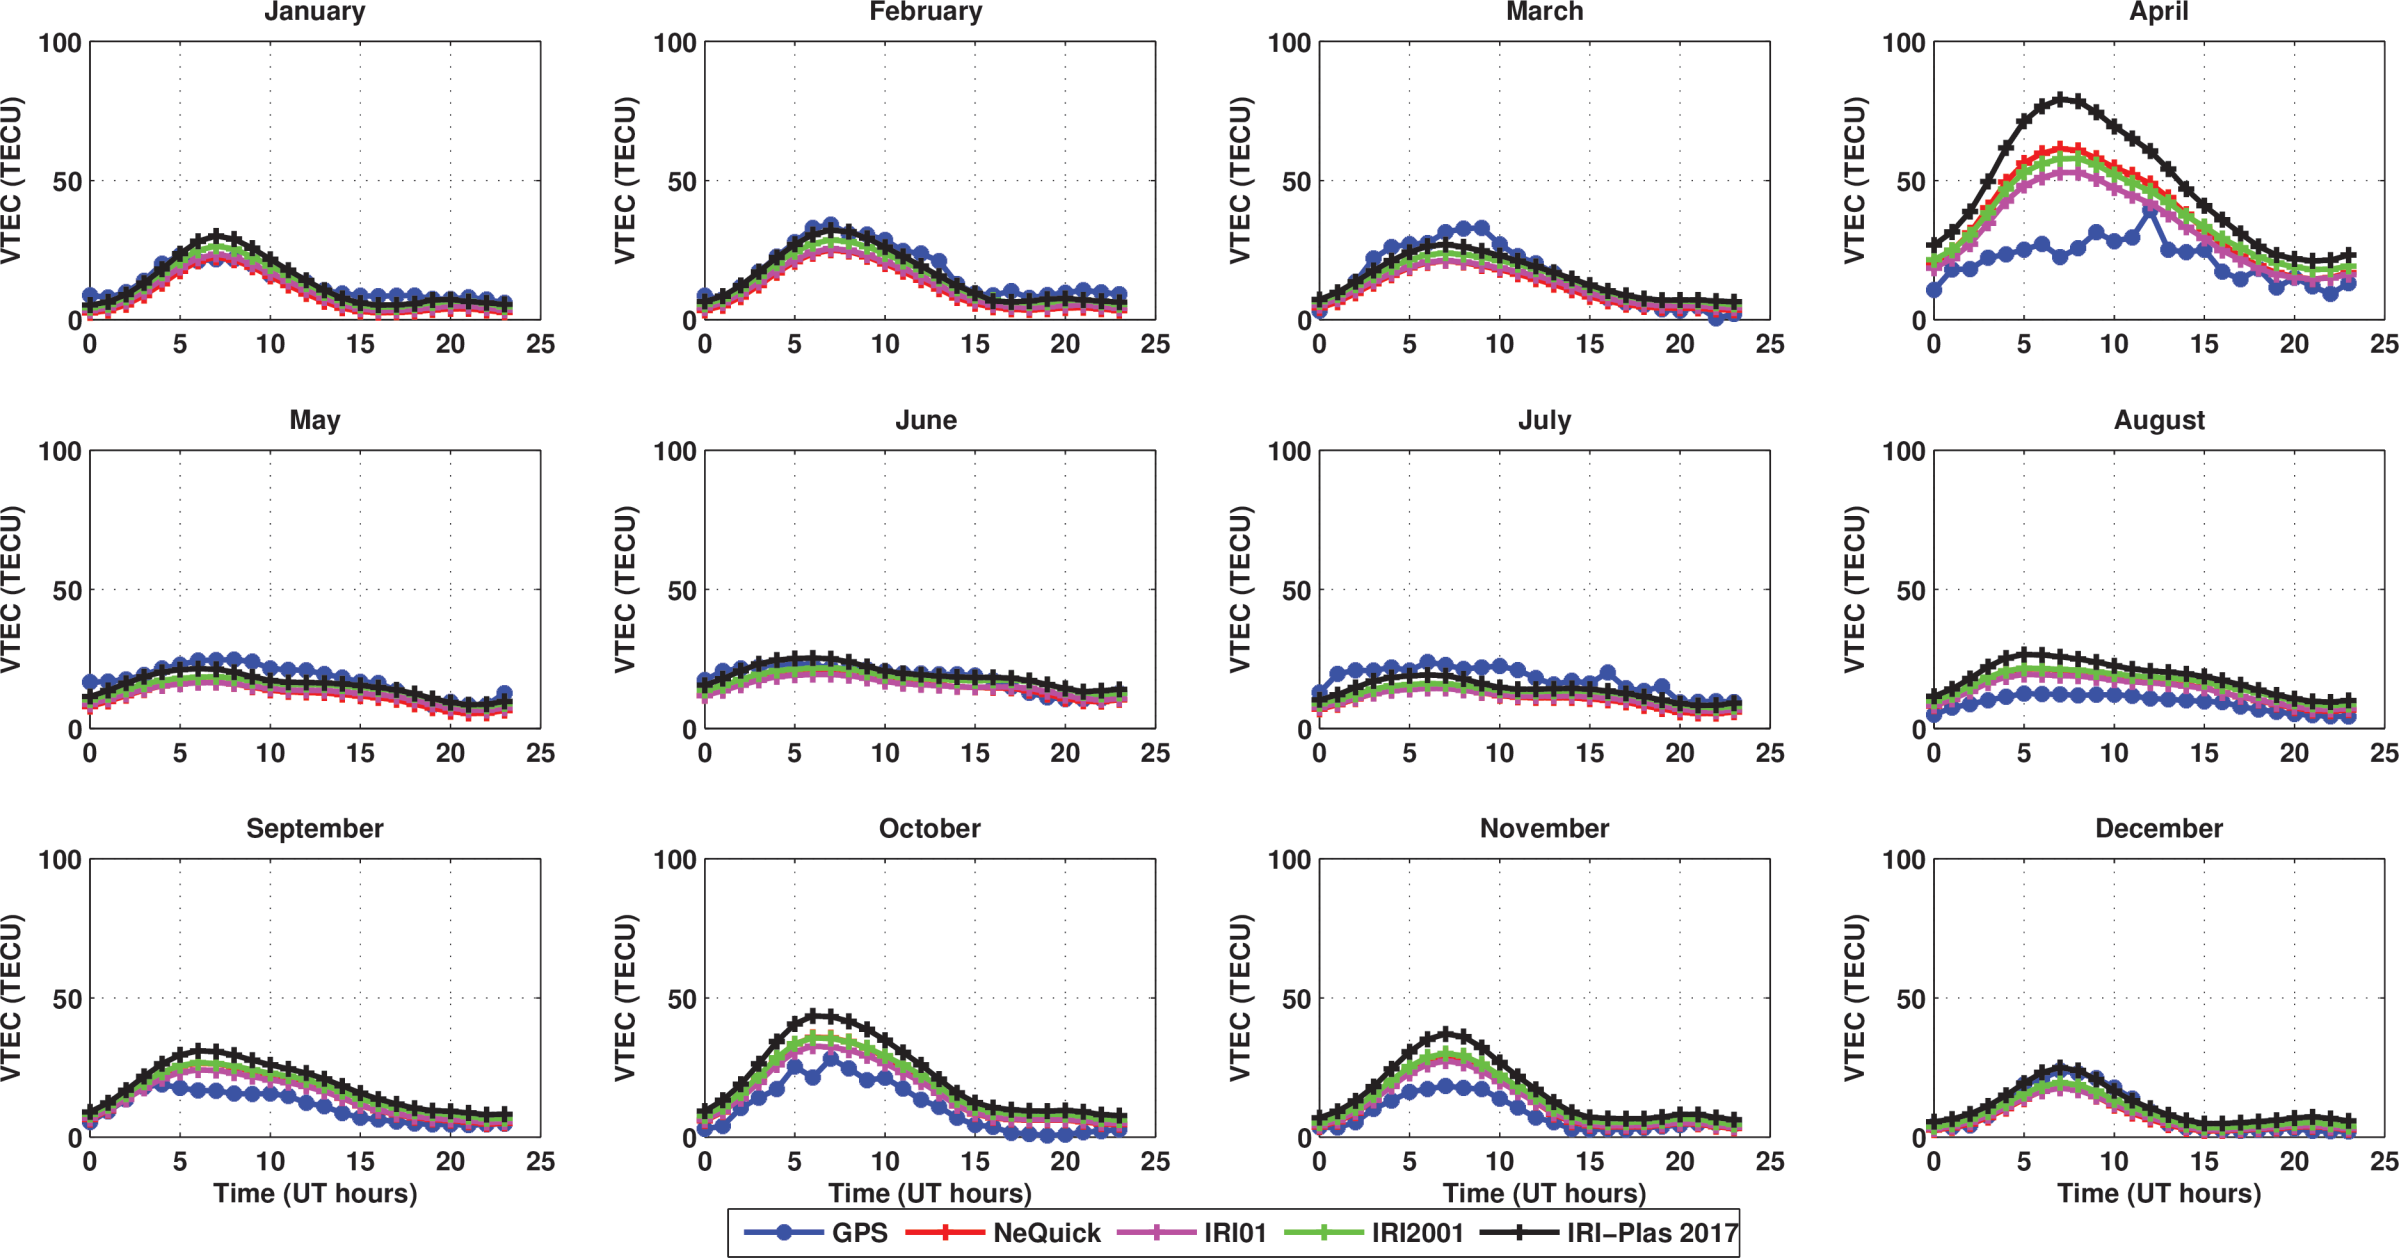 January February March April
100 100 100 100
VTEC (TECU) VTEC (TECU) VTEC (TECU) VTEC (TECU)
50 50 50 50
0 0 0 0
0 5 10 15 20 25 0 5 10 15 20 25 0 5 10 15 20 25 0 5 10 15 20 25
May June July August
100 100 100 100
VTEC (TECU) VTEC (TECU) VTEC (TECU) VTEC (TECU)
50 50 50 50
0 0 0 0
0 5 10 15 20 25 0 5 10 15 20 25 0 5 10 15 20 25 0 5 10 15 20 25
September October November December
100 100 100 100
VTEC (TECU) VTEC (TECU) VTEC (TECU) VTEC (TECU)
50 50 50 50
0 0 0 0
0 5 10 15 20 25 0 5 10 15 20 25 0 5 10 15 20 25 0 5 10 15 20 25
Time (UT hours) Time (UT hours) Time (UT hours) Time (UT hours)
GPS NeQuick IRI01 IRI2001 IRI−Plas 2017